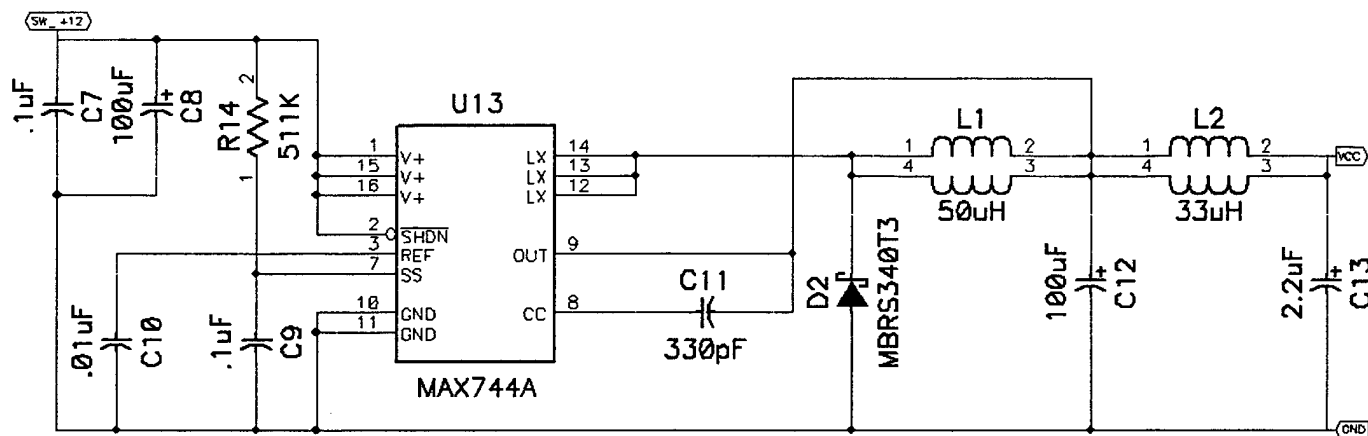 SW_+12
.1uF
C7
100uF
+
C8
R14
2
1
511K
U13
1
V+
15
V+
16
V+
2
SHDN
3
REF
7
SS
10
GND
11
GND
LX
14
LX
13
LX
12
OUT
9
CC
8
MAX744A
.01uF
C10
.1uF
C9
C11
330pF
D2
MBRS340T3
L1
1
2
4
3
50uH
L2
1
2
4
3
33uH
100uF
+
C12
2.2uF
+
C13
VCC
GND